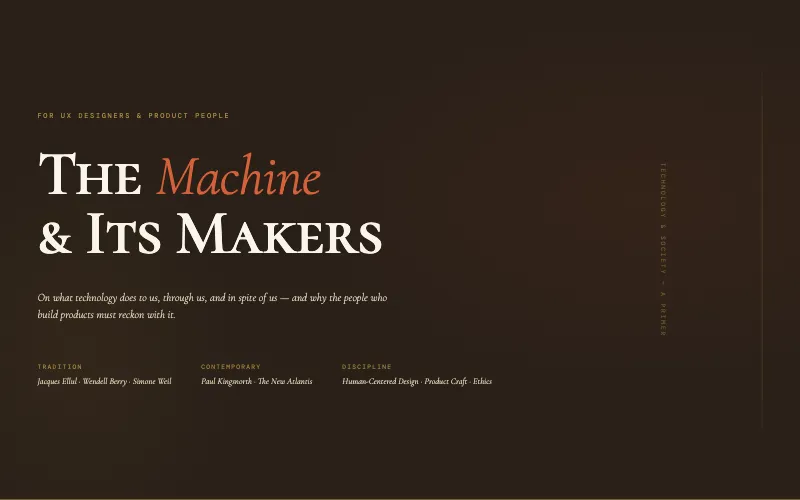 FOR UX DESIGNERS & PRODUCT PEOPLE
THE Machine
& ITS MAKERS
On what technology does to us, through us, and in spite of us — and why the people who
build products must reckon with it.
TRADITION
Jacques Ellul · Wendell Berry · Simone Weil
CONTEMPORARY
Paul Kingsnorth · The New Atlantis
DISCIPLINE
Human-Centered Design · Product Craft · Ethics
TECHNOLOGY & SOCIETY — A PRIMER